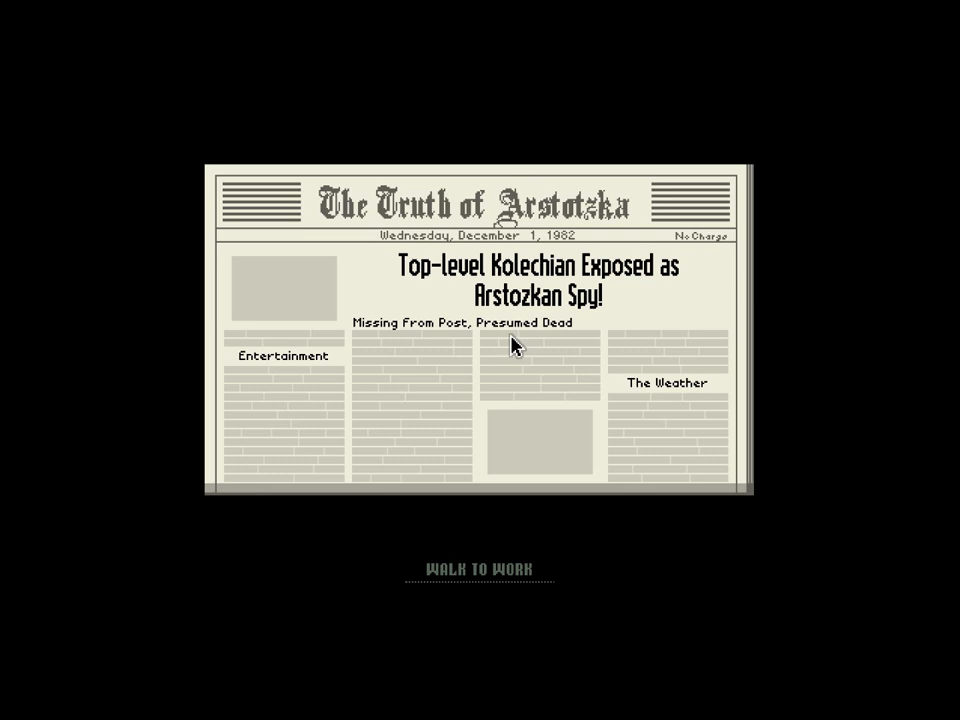 The Truth of Arstotzka
Wednesday, December 1, 1982
No Charge
Top-level Kolechian Exposed as
Arstozkan Spy!
Missing From Post, Presumed Dead
Entertainment
The Weather
WALK TO WORK